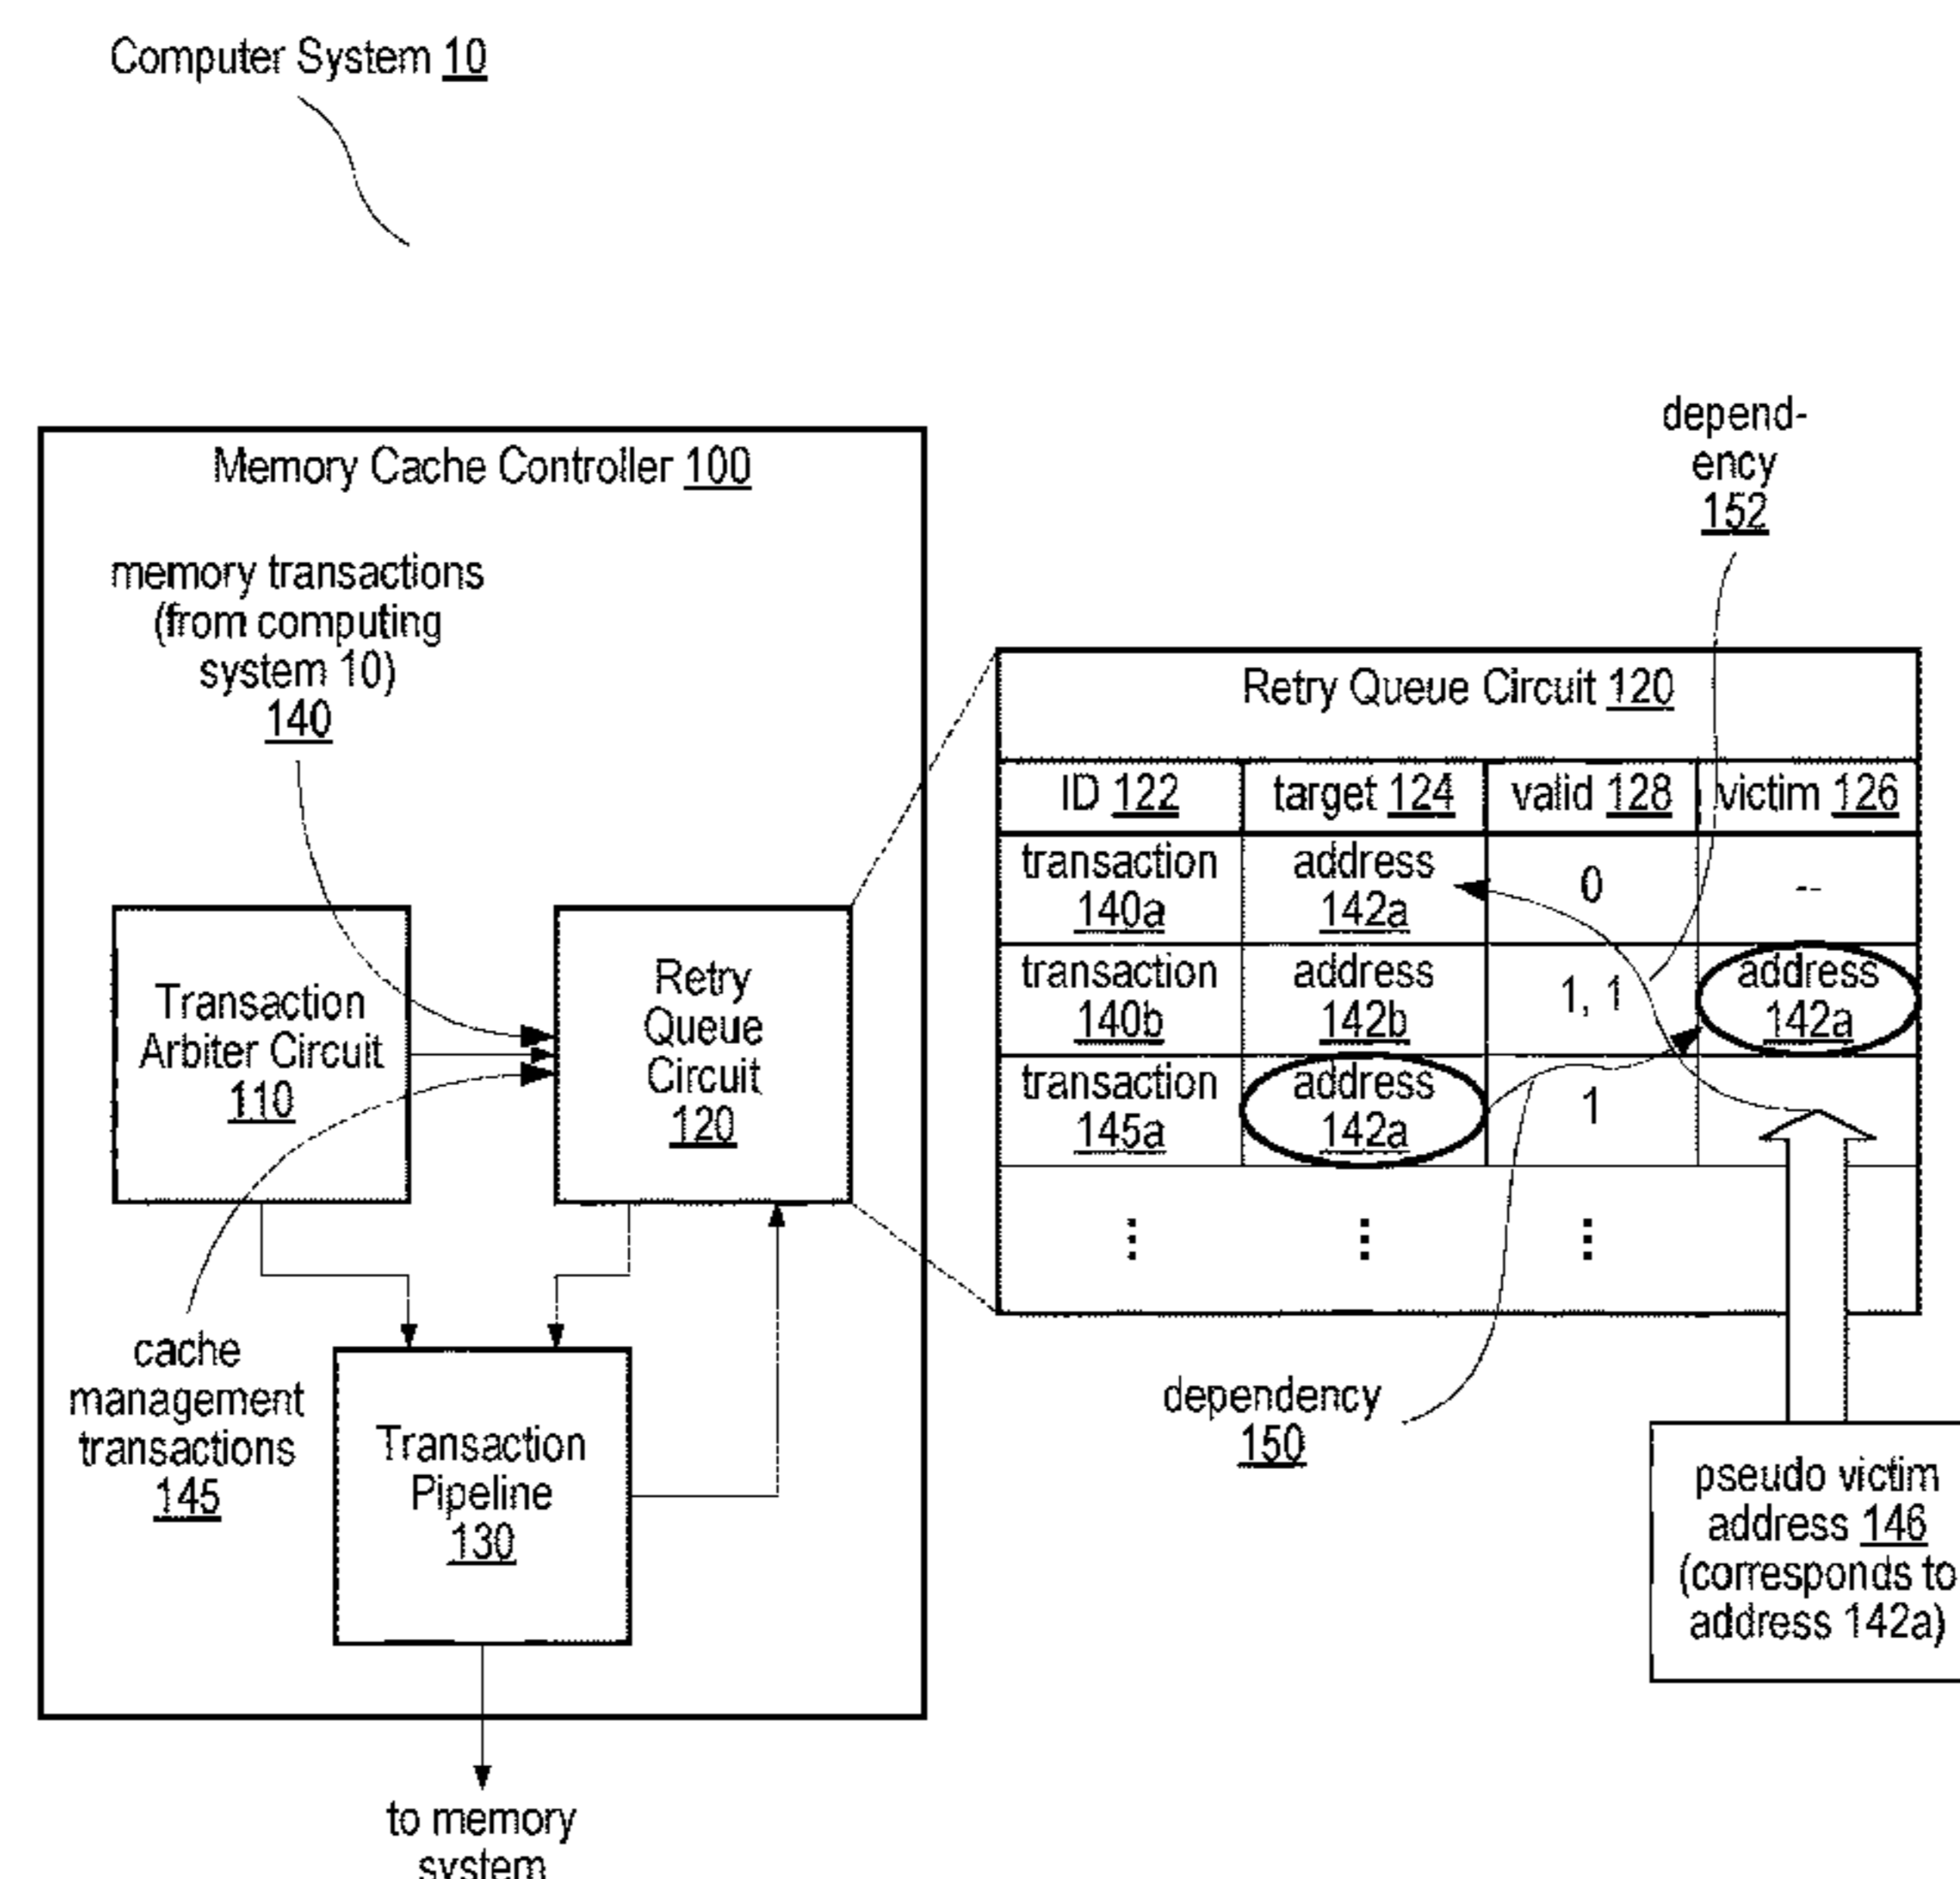 Computer System 10
Memory Cache Controller 100
memory transactions
(from computing
system 10)
140
Transaction
Arbiter Circuit
110
Retry
Queue
Circuit
120
cache
management
transactions
145
Transaction
Pipeline
130
to memory
system
depend-
ency
152
Retry Queue Circuit 120
ID 122 target 124 valid 128 victim 126
transaction 140a address 142a 0 --
transaction 140b address 142b 1, 1 address 142a
transaction 145a address 142a 1
dependency
150
pseudo victim
address 146
(corresponds to
address 142a)